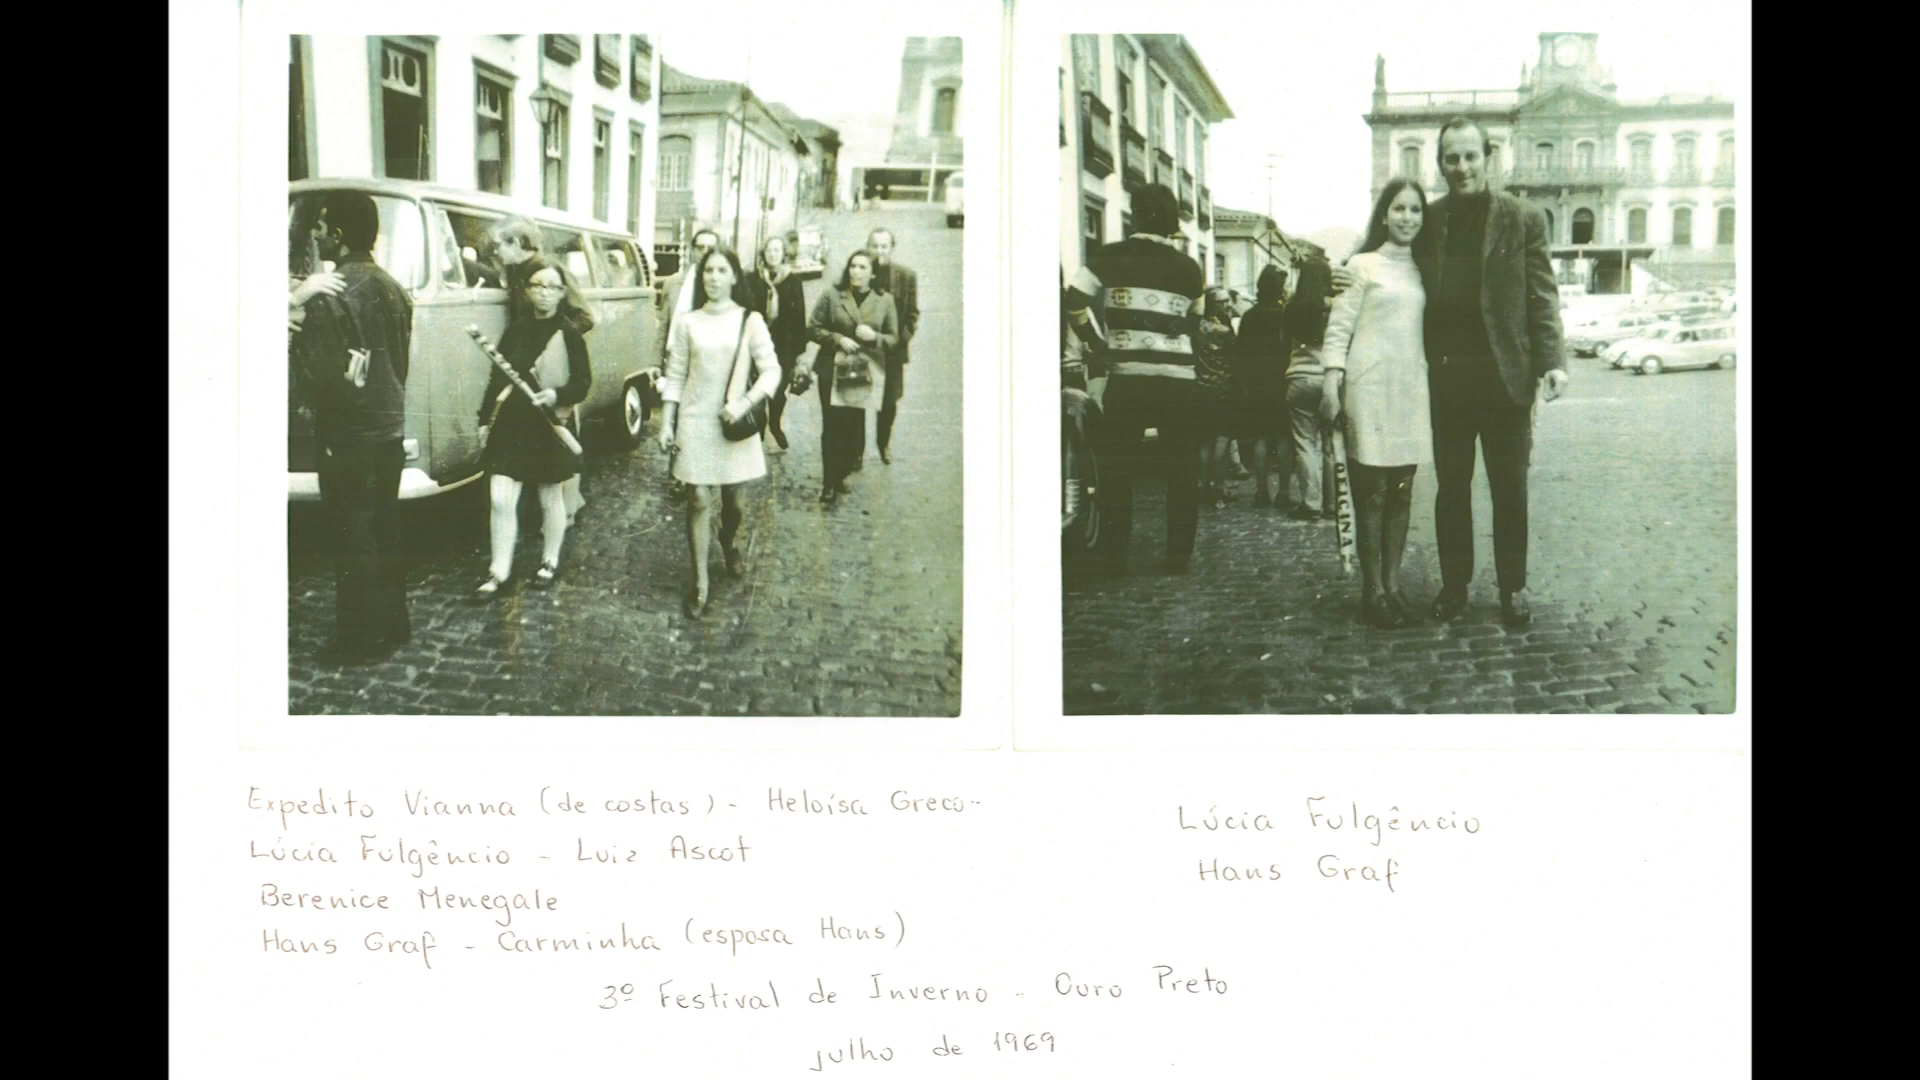 Expedito Vianna (de costas) - Heloísa Greco -
Lúcia Fulgêncio - Luiz Ascot
Berenice Menegale
Hans Graf - Carminha (esposa Hans)
Lúcia Fulgêncio
Hans Graf
3º Festival de Inverno - Ouro Preto
julho de 1969